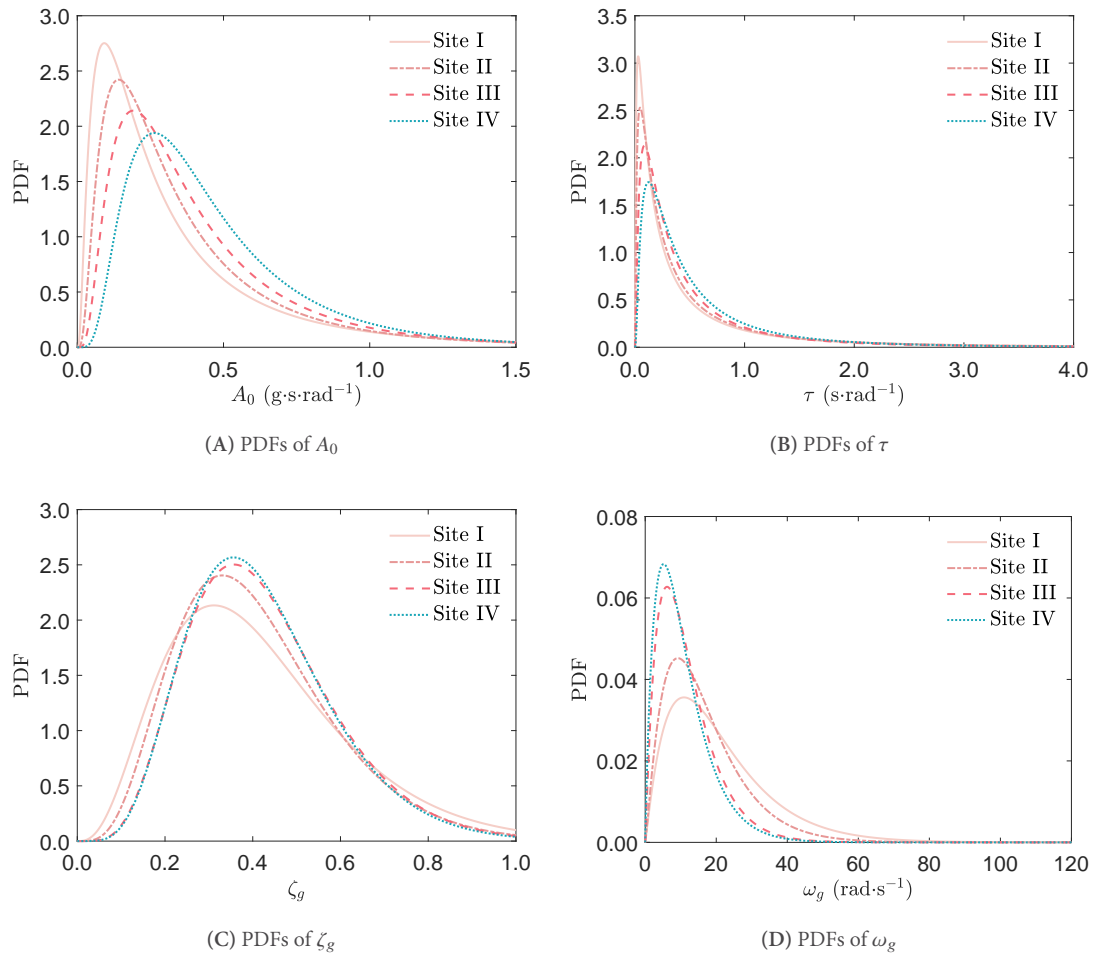 3.0
2.5
2.0
1.5
1.0
0.5
0.0
PDF
0.0 0.5 1.0 1.5
A₀ (g·s·rad⁻¹)
Site I
Site II
Site III
Site IV
(A) PDFs of A₀
3.5
3.0
2.5
2.0
1.5
1.0
0.5
0.0
PDF
0.0 1.0 2.0 3.0 4.0
τ (s·rad⁻¹)
Site I
Site II
Site III
Site IV
(B) PDFs of τ
3.0
2.5
2.0
1.5
1.0
0.5
0.0
PDF
0.0 0.2 0.4 0.6 0.8 1.0
ζg
Site I
Site II
Site III
Site IV
(C) PDFs of ζg
0.08
0.06
0.04
0.02
0.00
PDF
0 20 40 60 80 100 120
ωg (rad·s⁻¹)
Site I
Site II
Site III
Site IV
(D) PDFs of ωg